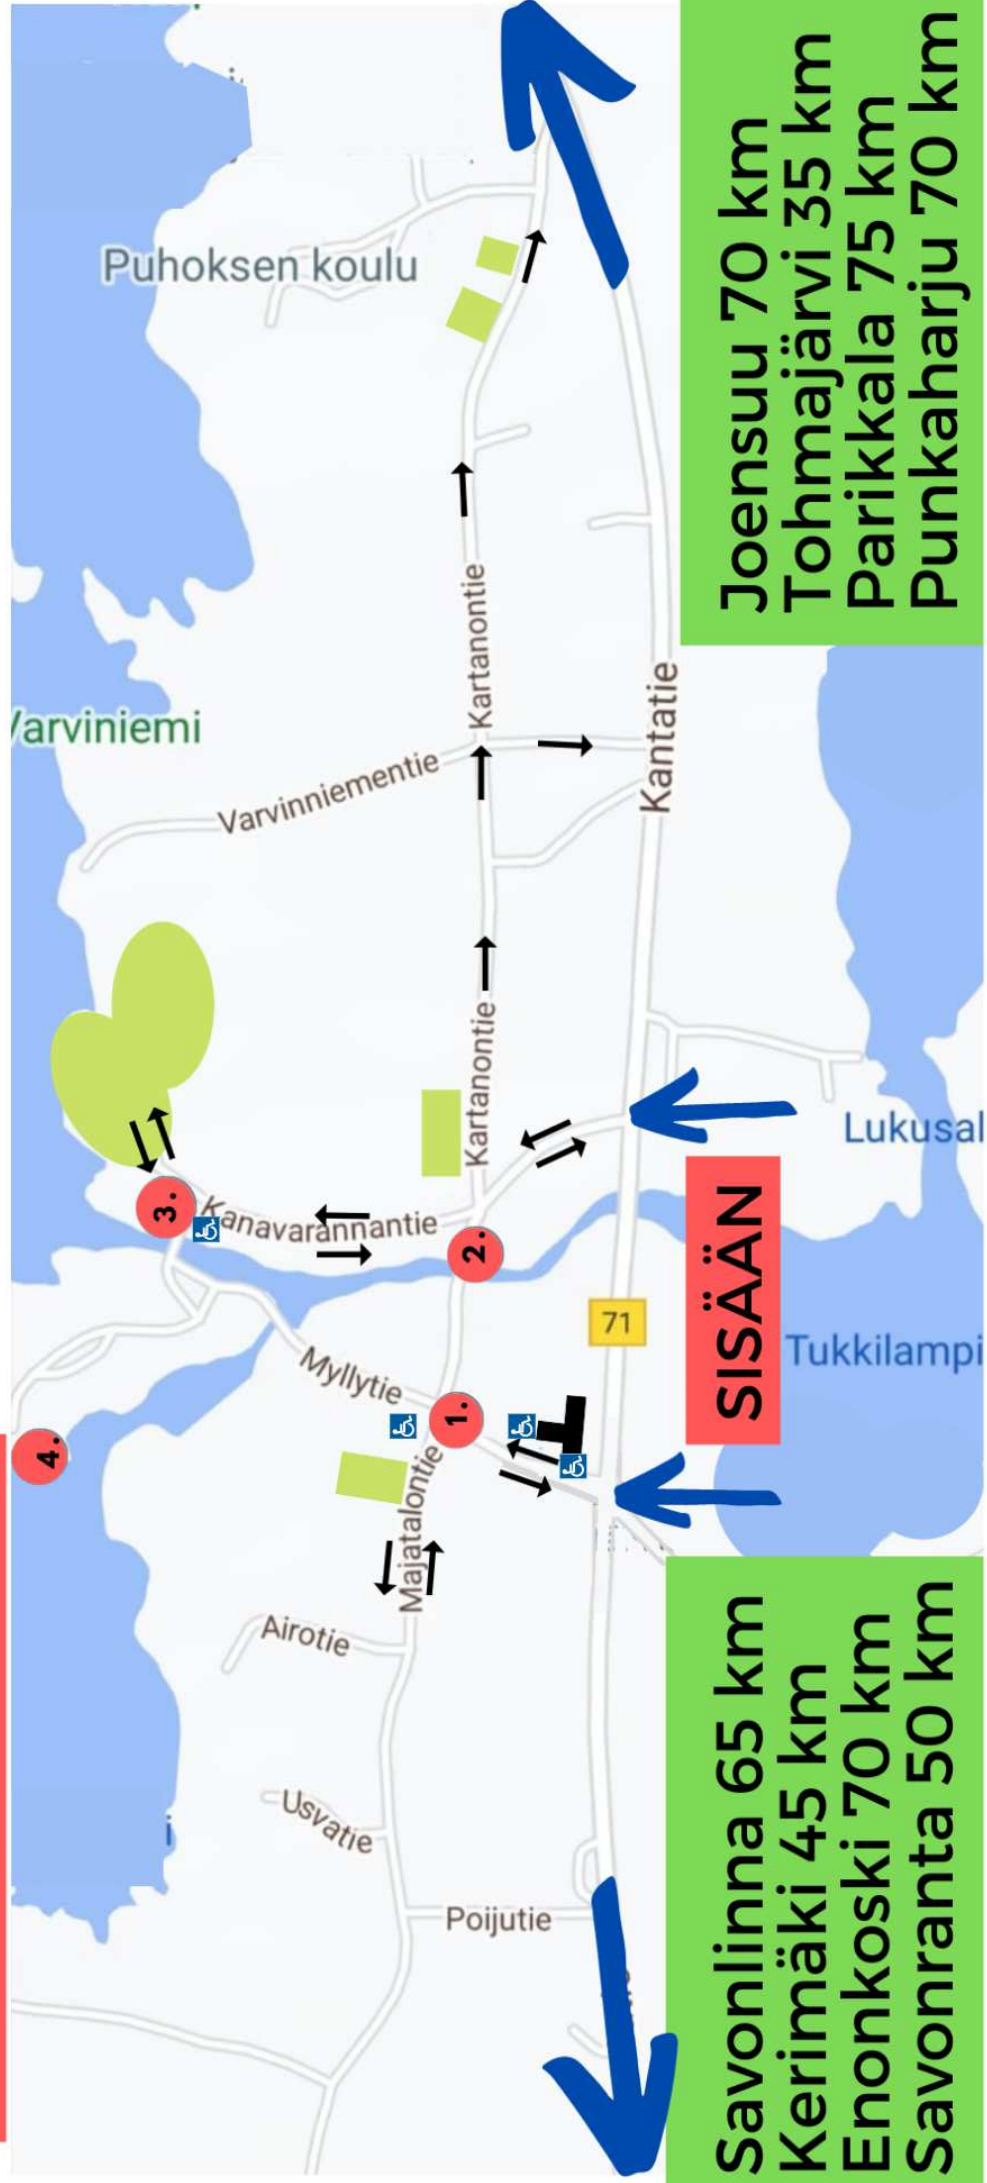 Puhoksen koulu
Kartanontie
arviniemi
Varvinniementie
Kantatie
Kartanontie
Kanavarannantie
3.
2.
Lukusal
71
Tukkilampi
Myllytie
1.
4.
Majatalontie
Airotie
Usvatie
Poijutie
SISÄÄN
Savonlinna 65 km
Kerimäki 45 km
Enonkoski 70 km
Savonranta 50 km
Joensuu 70 km
Tohmajärvi 35 km
Parikkala 75 km
Punkaharju 70 km